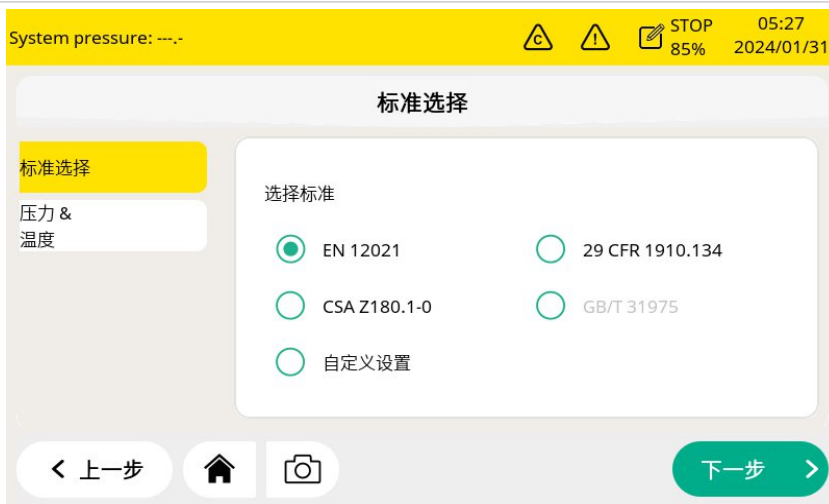 System pressure: ---.-
STOP
85%
05:27
2024/01/31
标准选择
标准选择
压力 &
温度
选择标准
EN 12021
29 CFR 1910.134
CSA Z180.1-0
GB/T 31975
自定义设置
上一步
下一步